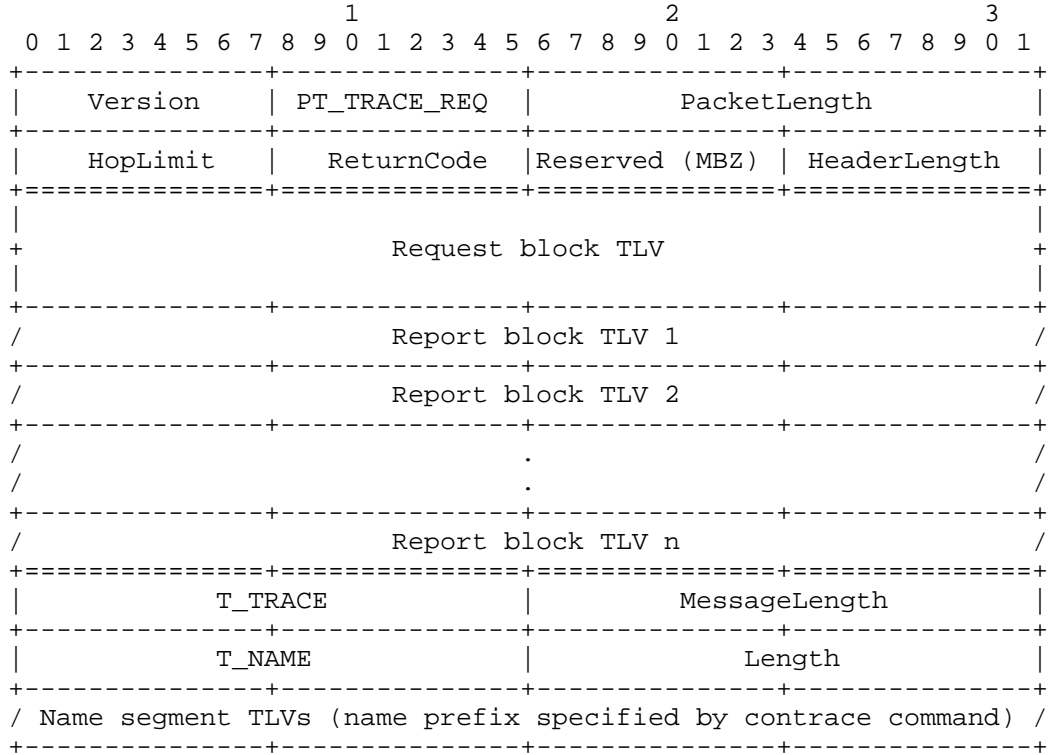 1                   2                   3
 0 1 2 3 4 5 6 7 8 9 0 1 2 3 4 5 6 7 8 9 0 1 2 3 4 5 6 7 8 9 0 1
+---------------+---------------+---------------+---------------+
|    Version    | PT_TRACE_REQ  |         PacketLength          |
+---------------+---------------+---------------+---------------+
|    HopLimit   |   ReturnCode  |Reserved (MBZ) | HeaderLength  |
+===============+===============+===============+===============+
|                                                               |
+                       Request block TLV                       +
|                                                               |
+---------------+---------------+---------------+---------------+
/                       Report block TLV 1                      /
+---------------+---------------+---------------+---------------+
/                       Report block TLV 2                      /
+---------------+---------------+---------------+---------------+
/                               .                               /
/                               .                               /
+---------------+---------------+---------------+---------------+
/                       Report block TLV n                      /
+===============+===============+===============+===============+
|            T_TRACE            |         MessageLength         |
+---------------+---------------+---------------+---------------+
|            T_NAME             |             Length            |
+---------------+---------------+---------------+---------------+
/ Name segment TLVs (name prefix specified by contrace command) /
+---------------+---------------+---------------+---------------+